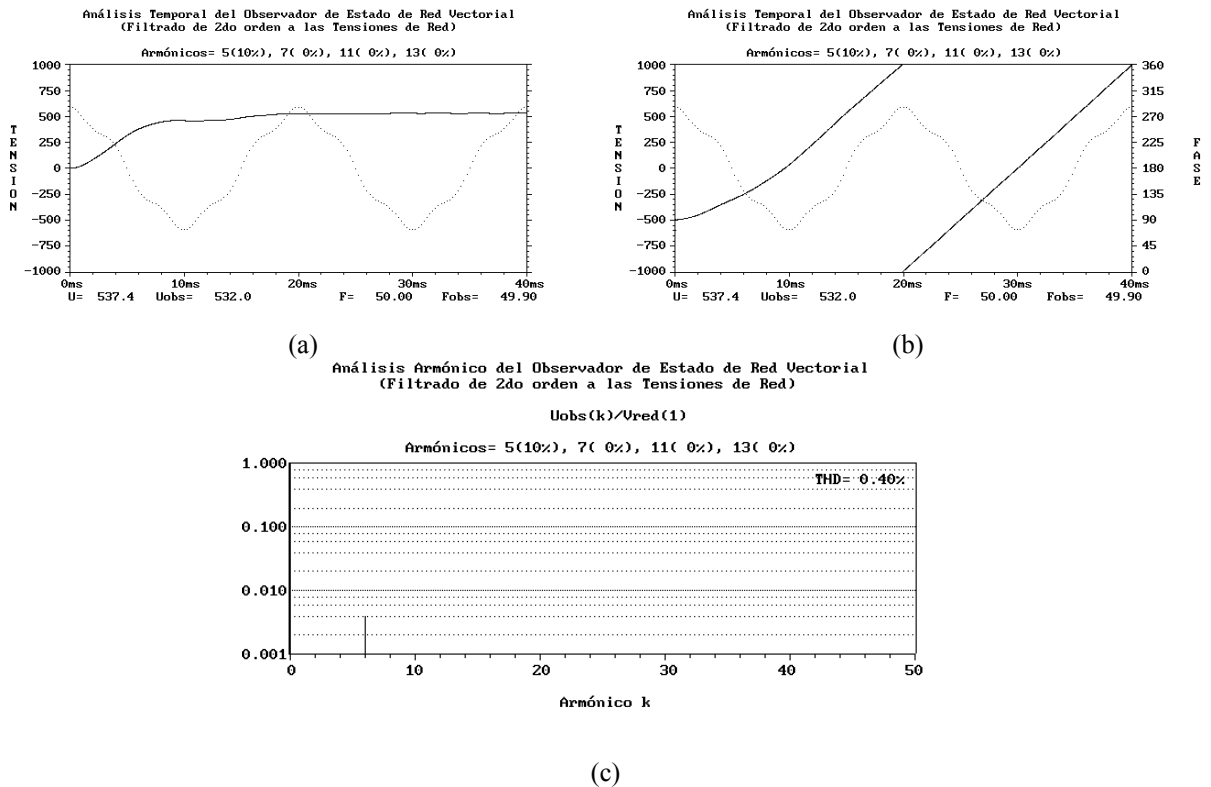 Análisis Temporal del Observador de Estado de Red Vectorial
(Filtrado de 2do orden a las Tensiones de Red)
Armónicos= 5(10%), 7( 0%), 11( 0%), 13( 0%)
1000
750
500
250
0
-250
-500
-750
-1000
TENSION
0ms 10ms 20ms 30ms 40ms
U= 537.4 Uobs= 532.0 F= 50.00 Fobs= 49.90
(a)
Análisis Temporal del Observador de Estado de Red Vectorial
(Filtrado de 2do orden a las Tensiones de Red)
Armónicos= 5(10%), 7( 0%), 11( 0%), 13( 0%)
1000
750
500
250
0
-250
-500
-750
-1000
TENSION
360
315
270
225
180
135
90
45
0
FASE
0ms 10ms 20ms 30ms 40ms
U= 537.4 Uobs= 532.0 F= 50.00 Fobs= 49.90
(b)
Análisis Armónico del Observador de Estado de Red Vectorial
(Filtrado de 2do orden a las Tensiones de Red)
Uobs(k)/Vred(1)
Armónicos= 5(10%), 7( 0%), 11( 0%), 13( 0%)
THD= 0.40%
1.000
0.100
0.010
0.001
0 10 20 30 40 50
Armónico k
(c)